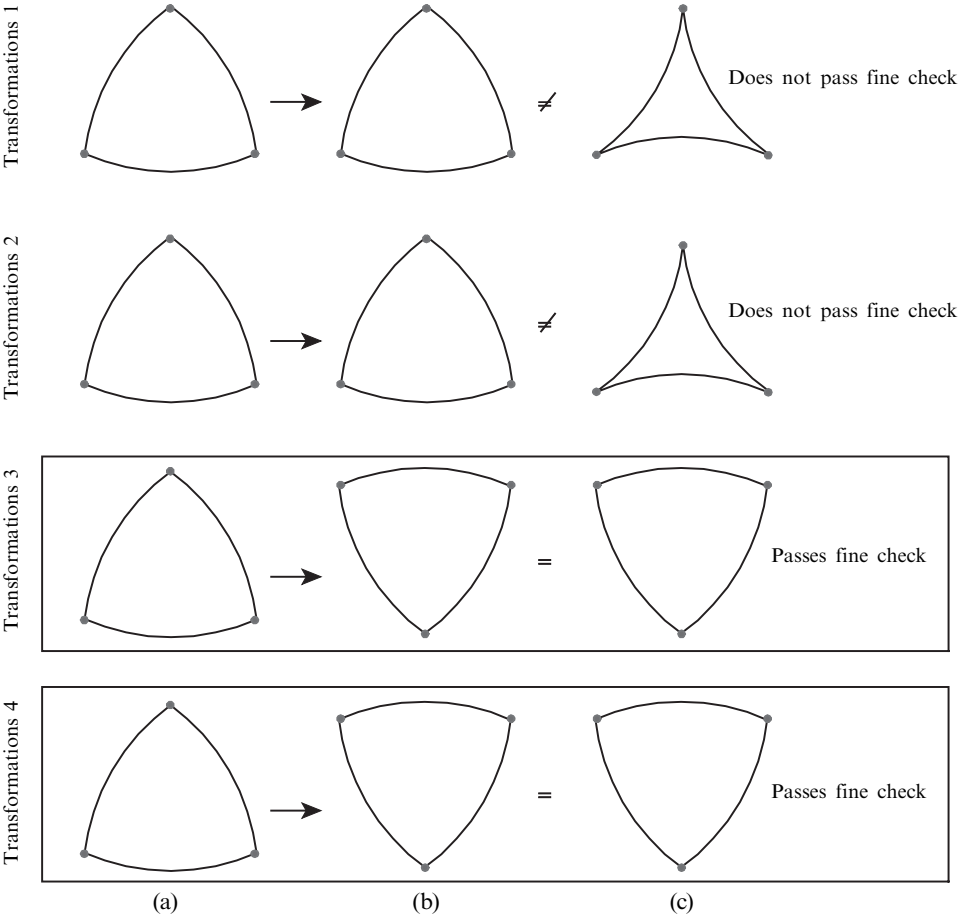 Transformations 1
≠
Does not pass fine check
Transformations 2
≠
Does not pass fine check
Transformations 3
=
Passes fine check
Transformations 4
=
Passes fine check
(a) (b) (c)